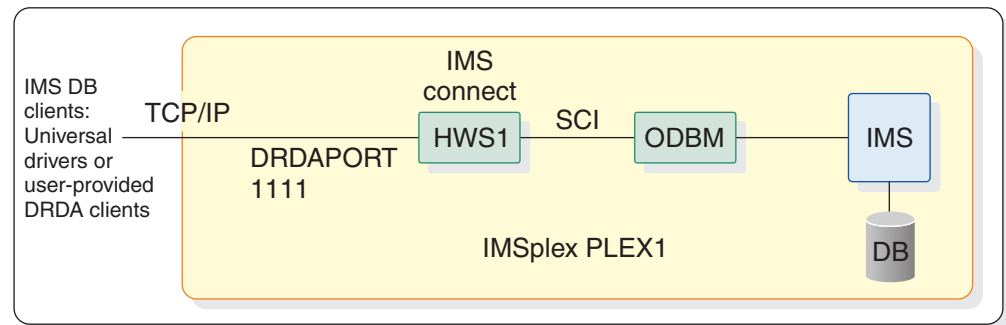 IMS DB
clients:
Universal
drivers or
user-provided
DRDA clients
TCP/IP
DRDAPORT
1111
IMS
connect
HWS1
SCI
ODBM
IMS
DB
IMSplex PLEX1